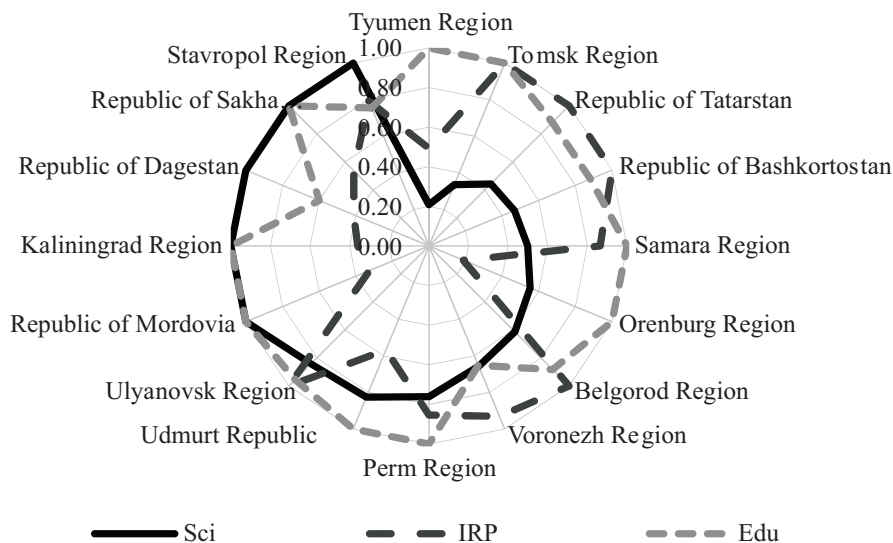 Tyumen Region
1.00
Stavropol Region
Tomsk Region
0.80
Republic of Sakha
Republic of Tatarstan
0.60
Republic of Dagestan
0.40
Republic of Bashkortostan
0.20
Kaliningrad Region
0.00
Samara Region
Republic of Mordovia
Orenburg Region
Ulyanovsk Region
Belgorod Region
Udmurt Republic
Voronezh Region
Perm Region
Sci
IRP
Edu